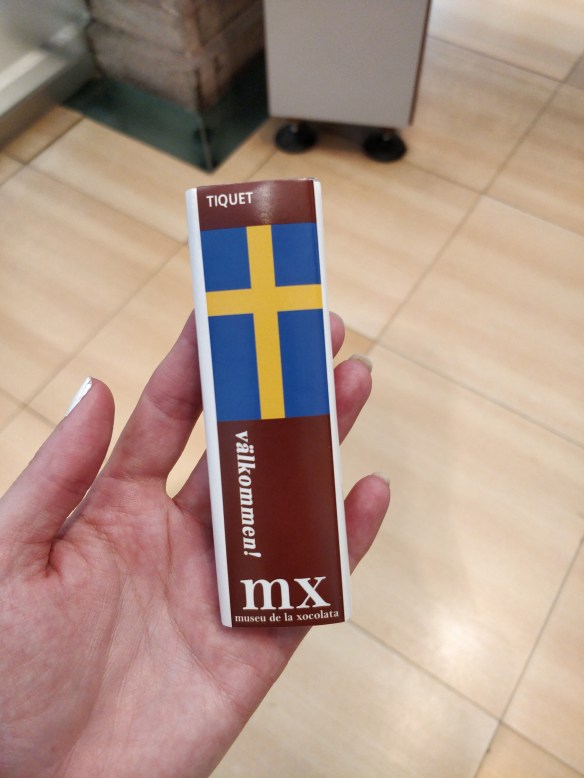 TIQUET
välkommen!
mx
museu de la xocolata